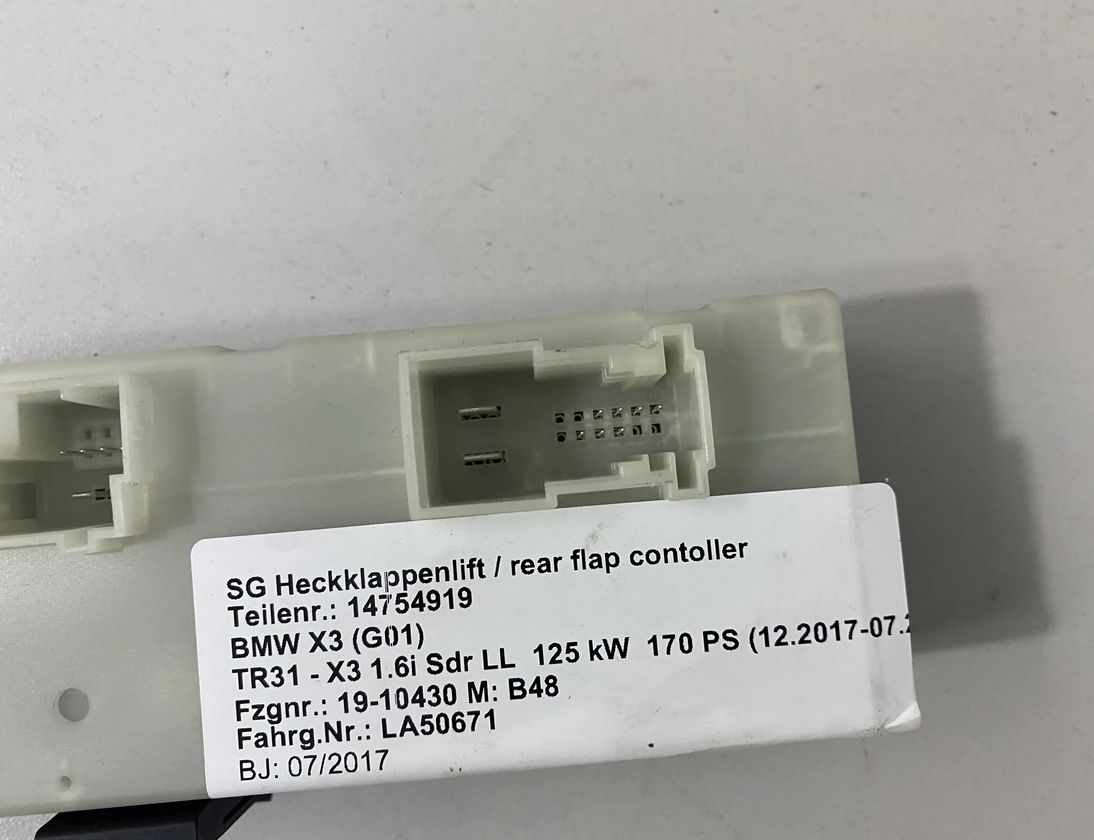 SG Heckklappenlift / rear flap contoller
Teilenr.: 14754919
BMW X3 (G01)
TR31 - X3 1.6i Sdr LL 125 kW 170 PS (12.2017-07.2
Fzgnr.: 19-10430 M: B48
Fahrg.Nr.: LA50671
BJ: 07/2017